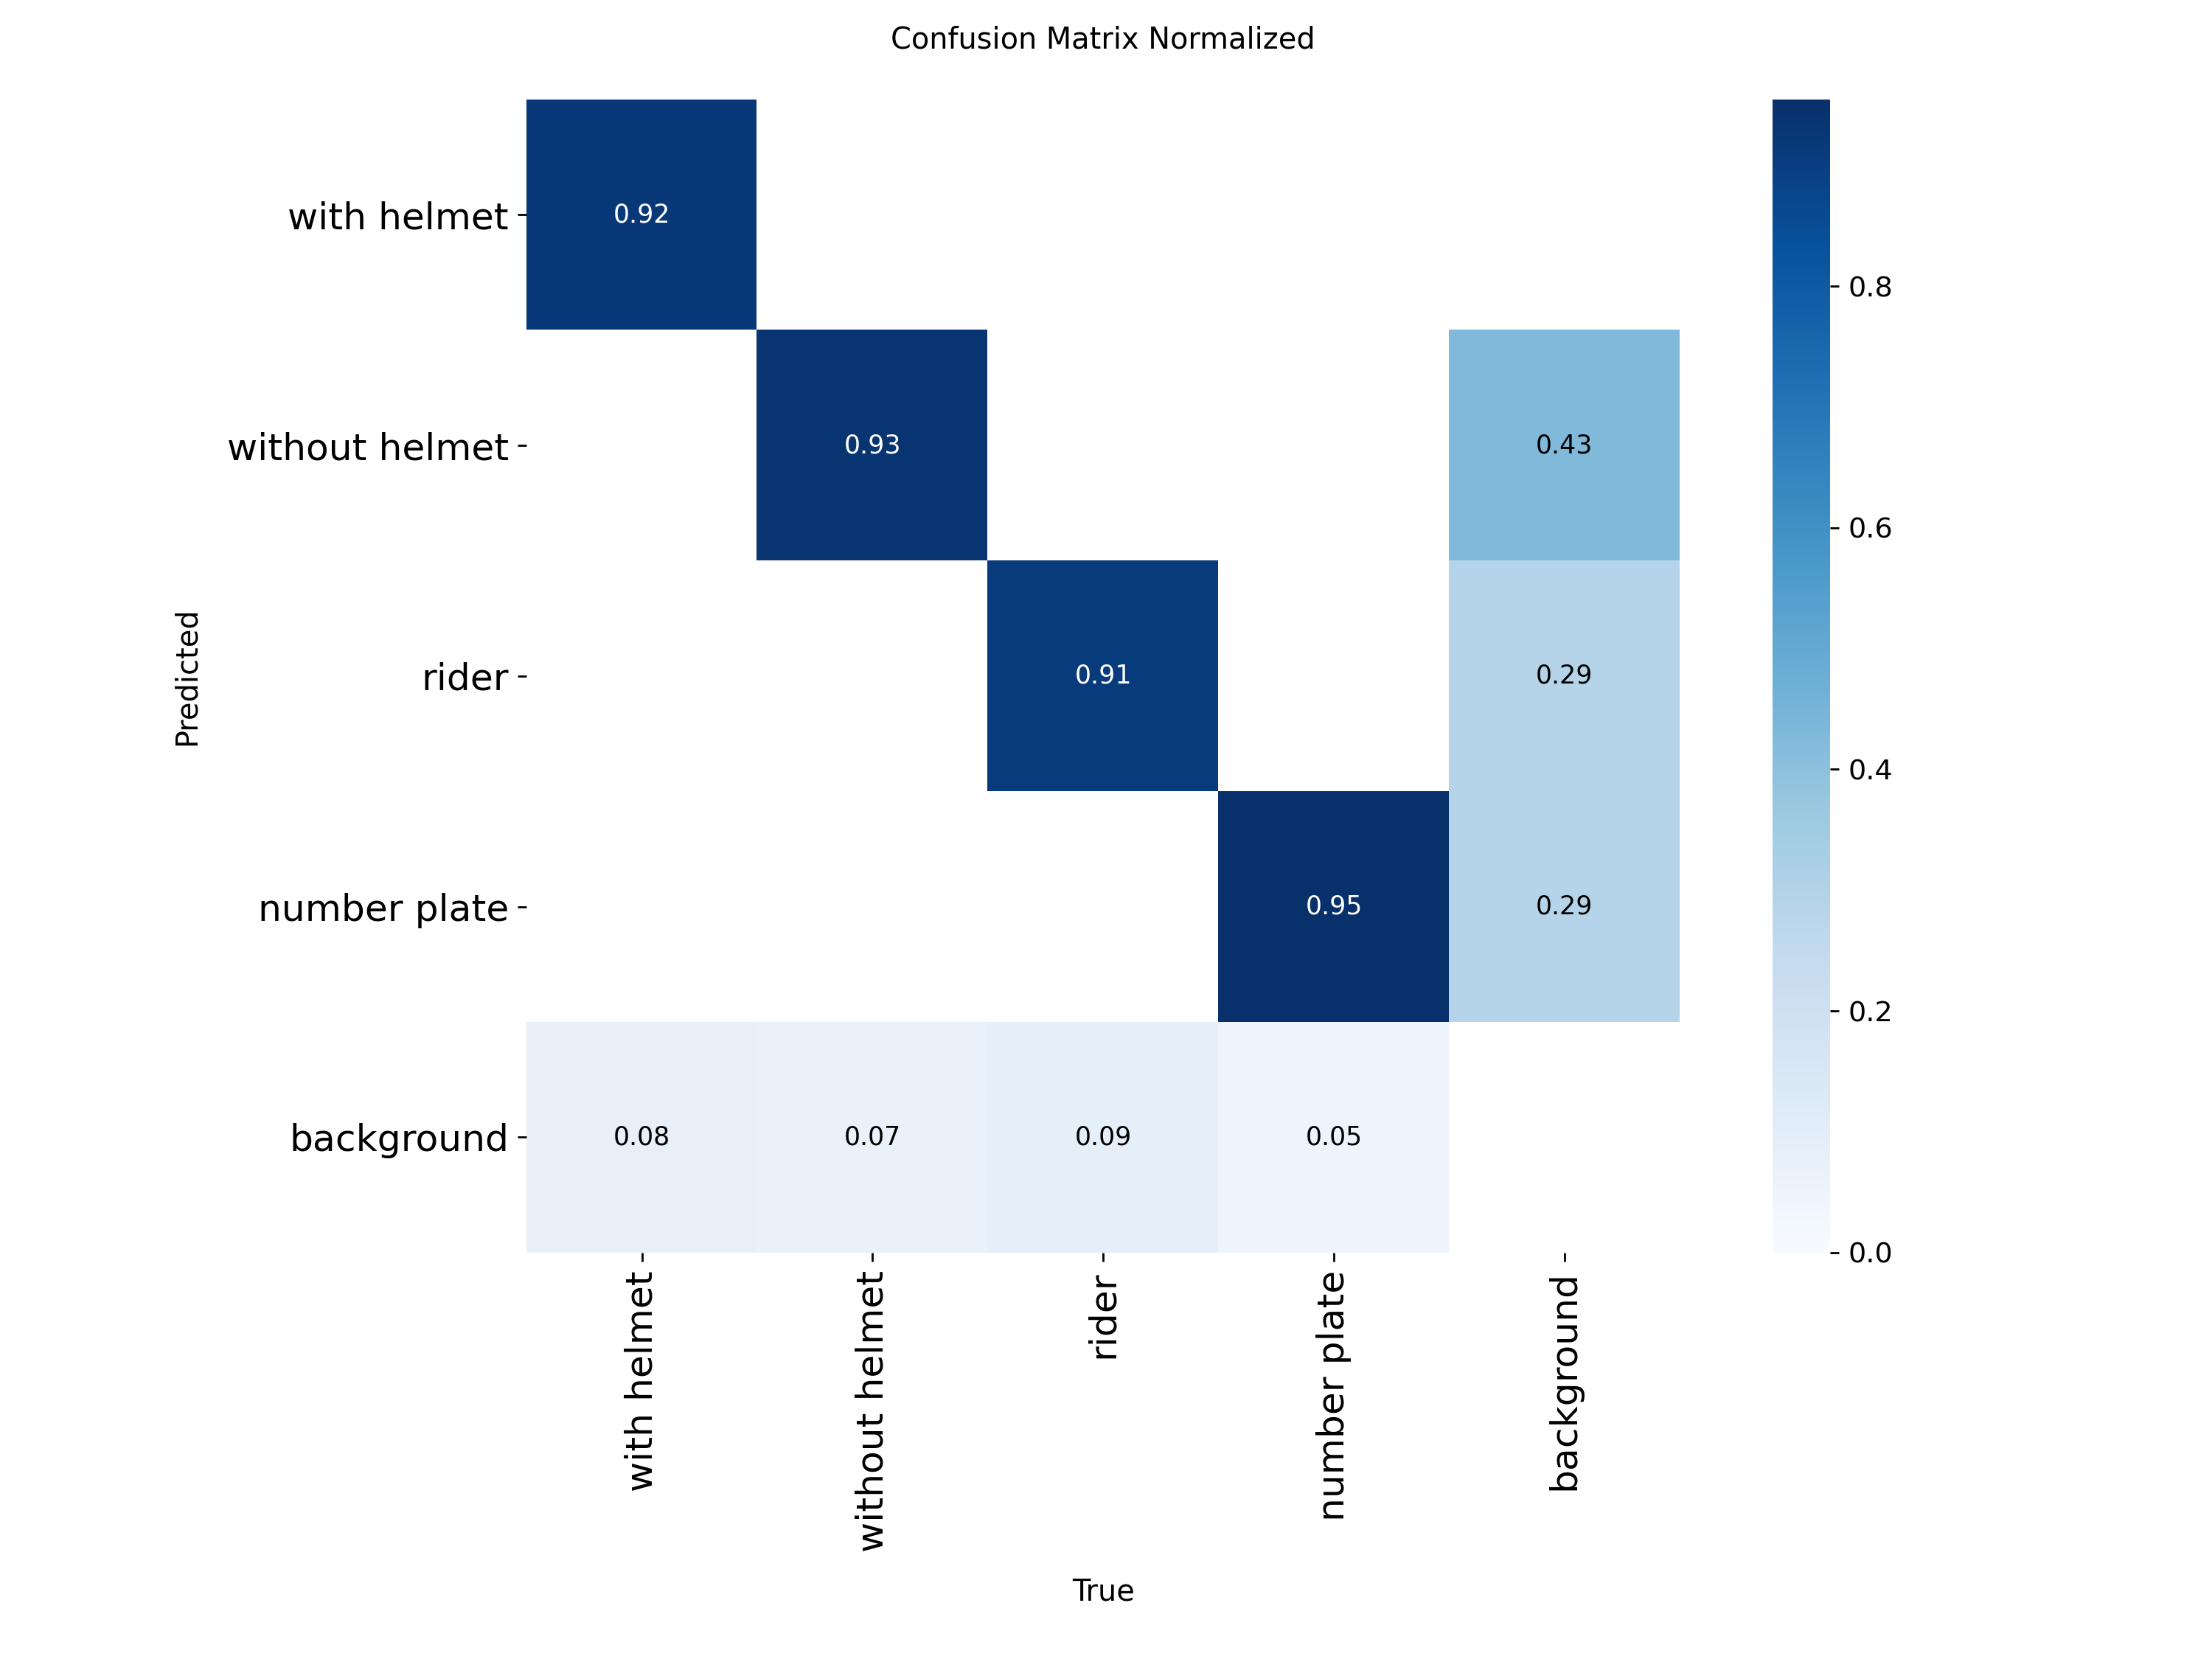 Confusion Matrix Normalized
with helmet
0.92
0.8
without helmet
0.93
0.43
0.6
Predicted
rider
0.91
0.29
0.4
number plate
0.95
0.29
0.2
background
0.08
0.07
0.09
0.05
0.0
with helmet
without helmet
rider
number plate
background
True